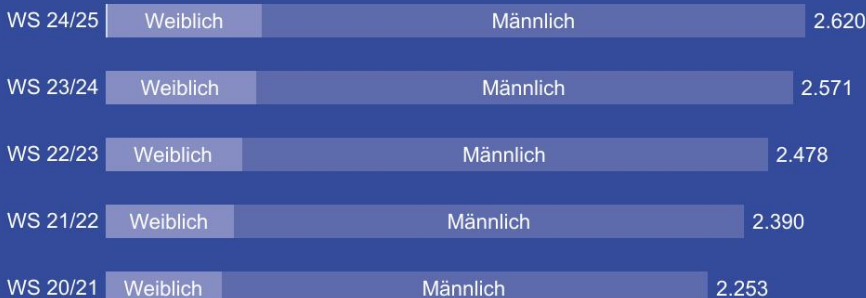 WS 24/25 Weiblich Männlich 2.620
WS 23/24 Weiblich Männlich 2.571
WS 22/23 Weiblich Männlich 2.478
WS 21/22 Weiblich Männlich 2.390
WS 20/21 Weiblich Männlich 2.253